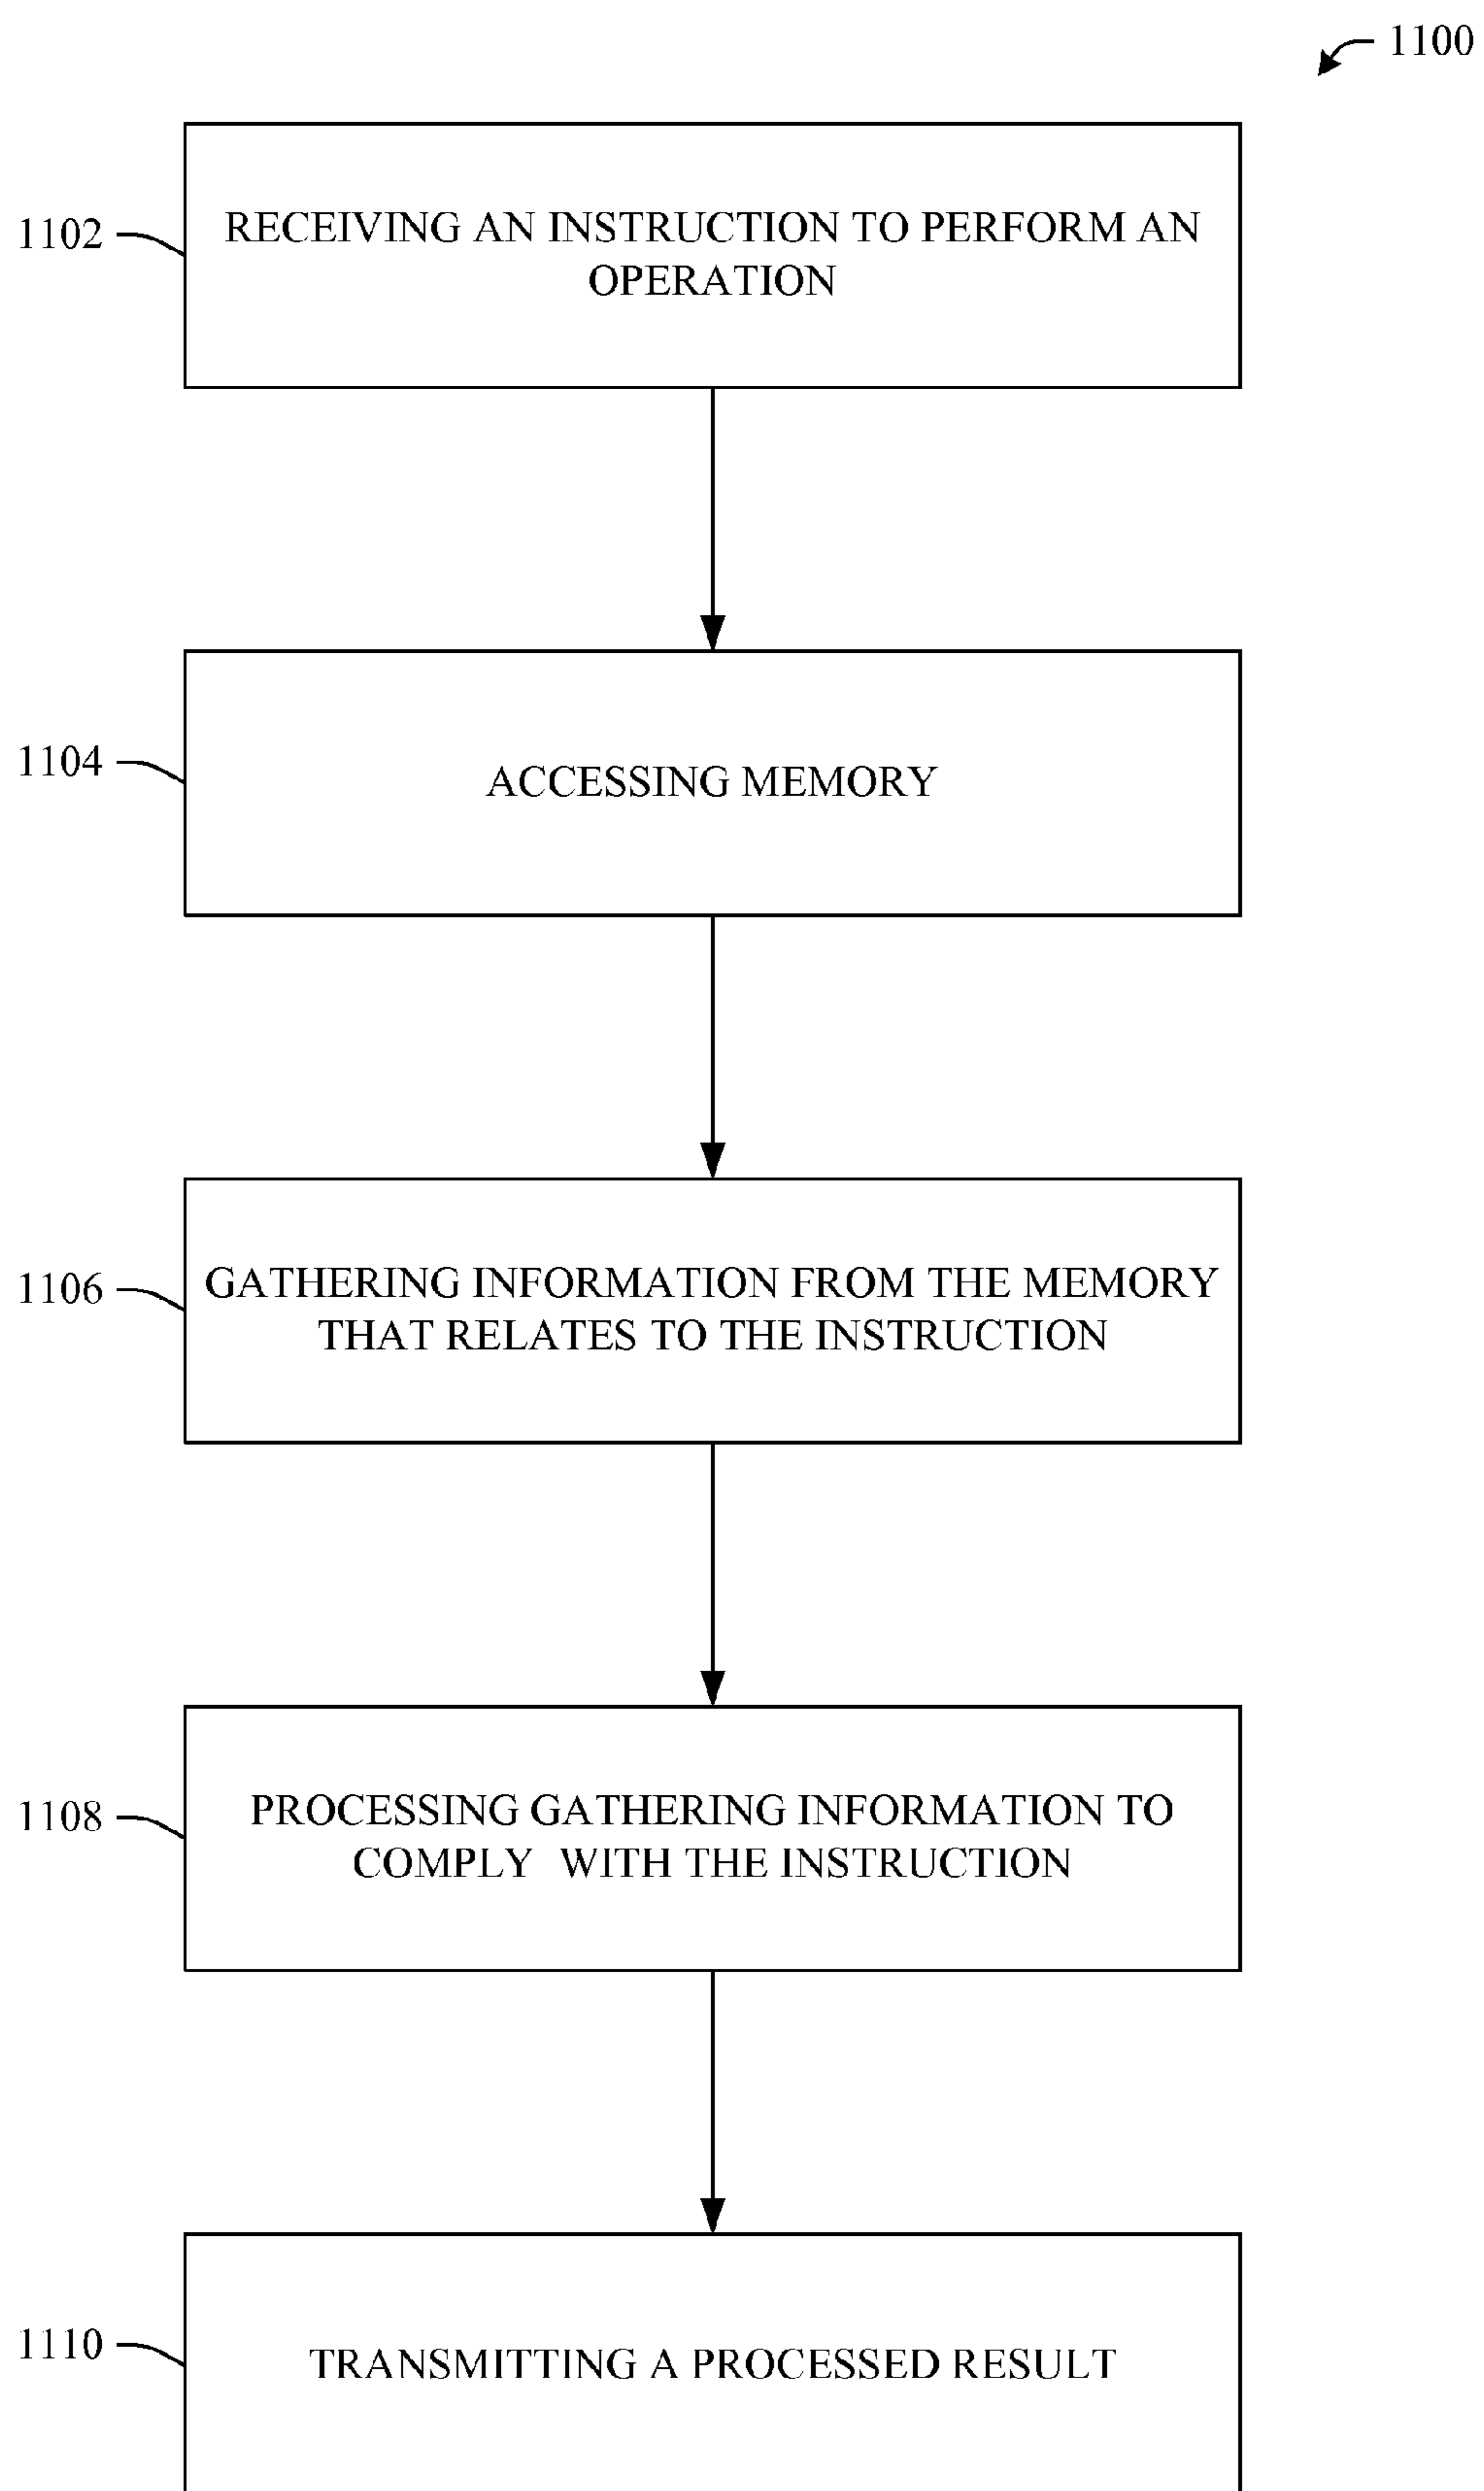 1100
1102
RECEIVING AN INSTRUCTION TO PERFORM AN
OPERATION
1104
ACCESSING MEMORY
1106
GATHERING INFORMATION FROM THE MEMORY
THAT RELATES TO THE INSTRUCTION
1108
PROCESSING GATHERING INFORMATION TO
COMPLY  WITH THE INSTRUCTION
1110
TRANSMITTING A PROCESSED RESULT